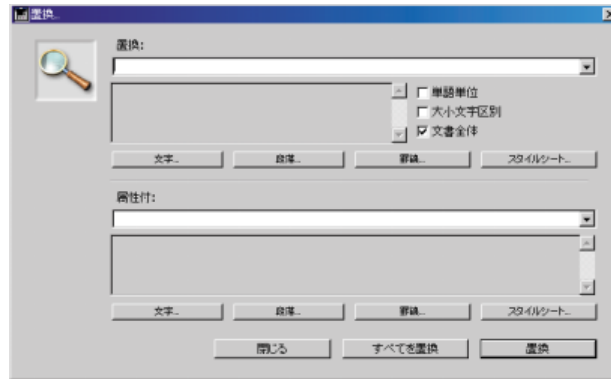 置換...
置換:
単語単位
大小文字区別
文書全体
文字... 段落... 罫線... スタイルシート...
属性付:
文字... 段落... 罫線... スタイルシート...
閉じる すべてを置換 置換